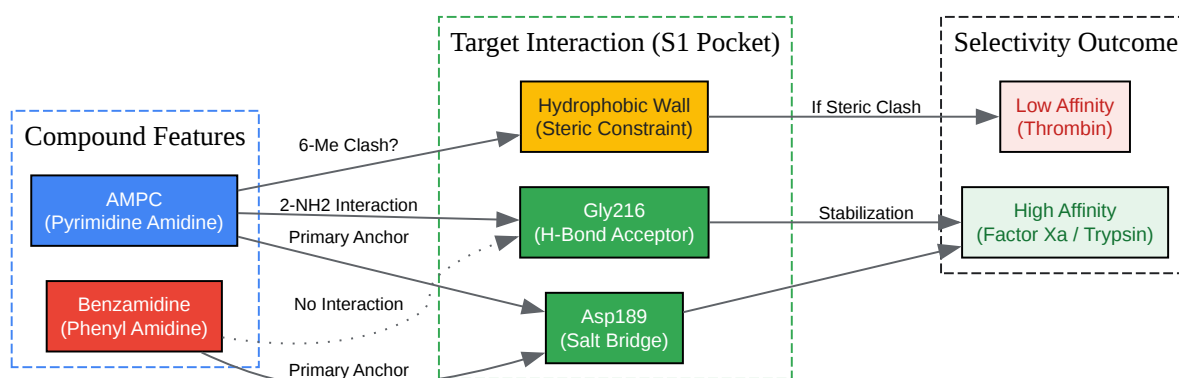 Target Interaction (S1 Pocket)
Selectivity Outcome
Compound Features
Hydrophobic Wall
(Steric Constraint)
If Steric Clash
Low Affinity
(Thrombin)
6-Me Clash?
AMPC
(Pyrimidine Amidine)
2-NH2 Interaction
Gly216
(H-Bond Acceptor)
Stabilization
High Affinity
(Factor Xa / Trypsin)
Primary Anchor
Benzamidine
(Phenyl Amidine)
No Interaction
Asp189
(Salt Bridge)
Primary Anchor